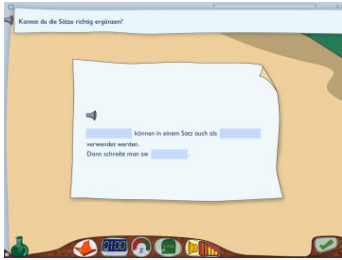 Kannst du die Sätze richtig ergänzen?
können in einem Satz auch als
verwendet werden.
Dann schreibt man sie .